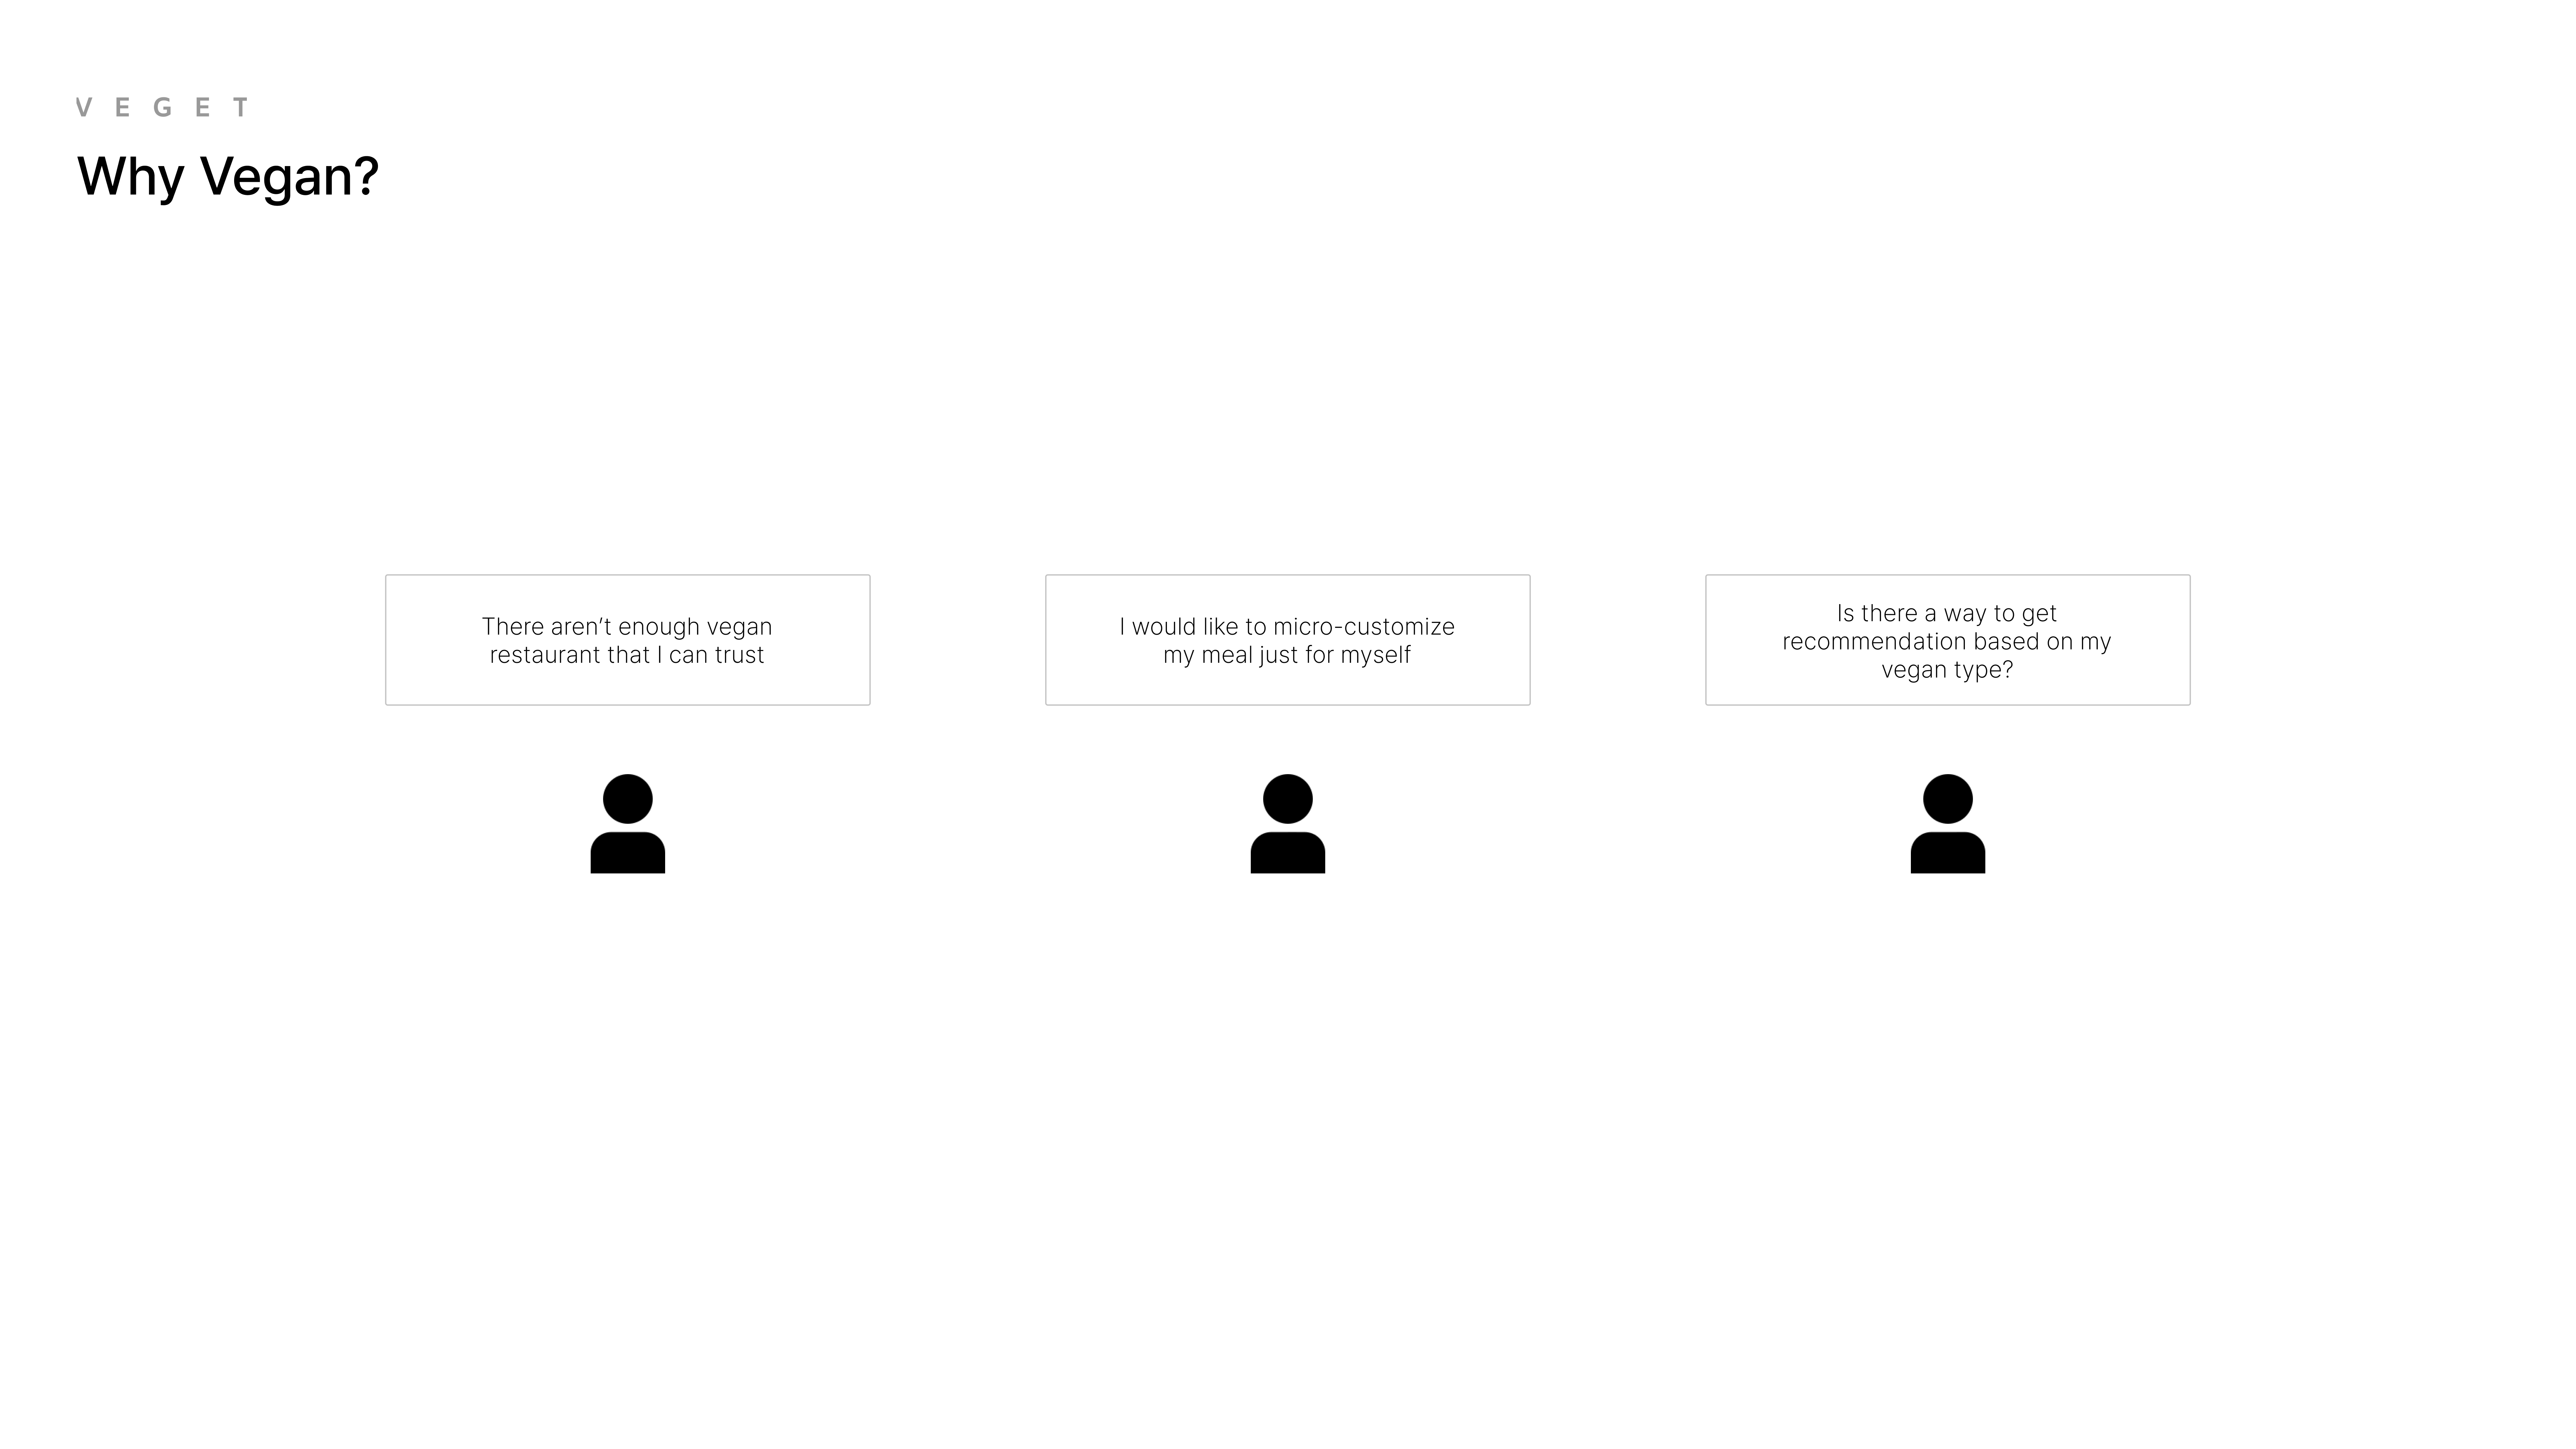 V E G E T
Why Vegan?
There aren’t enough vegan
restaurant that I can trust
I would like to micro-customize
my meal just for myself
Is there a way to get
recommendation based on my
vegan type?